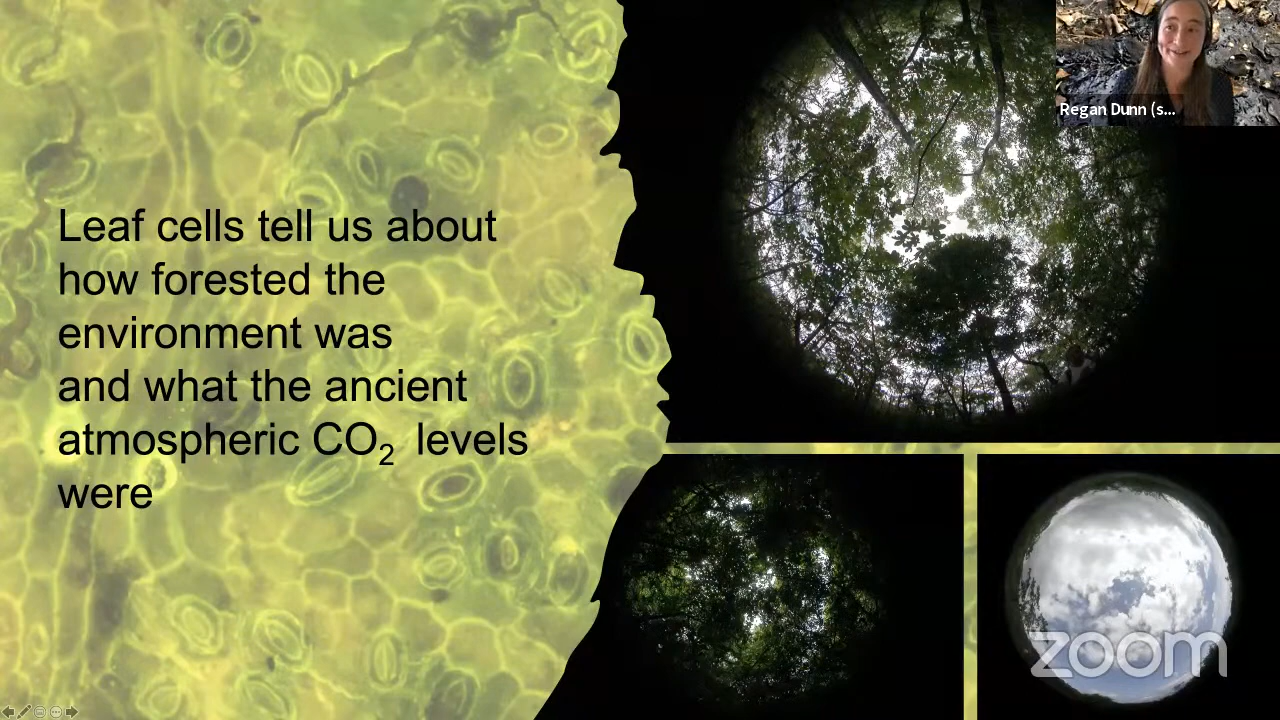 Leaf cells tell us about
how forested the
environment was
and what the ancient
atmospheric CO₂ levels
were
Regan Dunn (s...
zoom